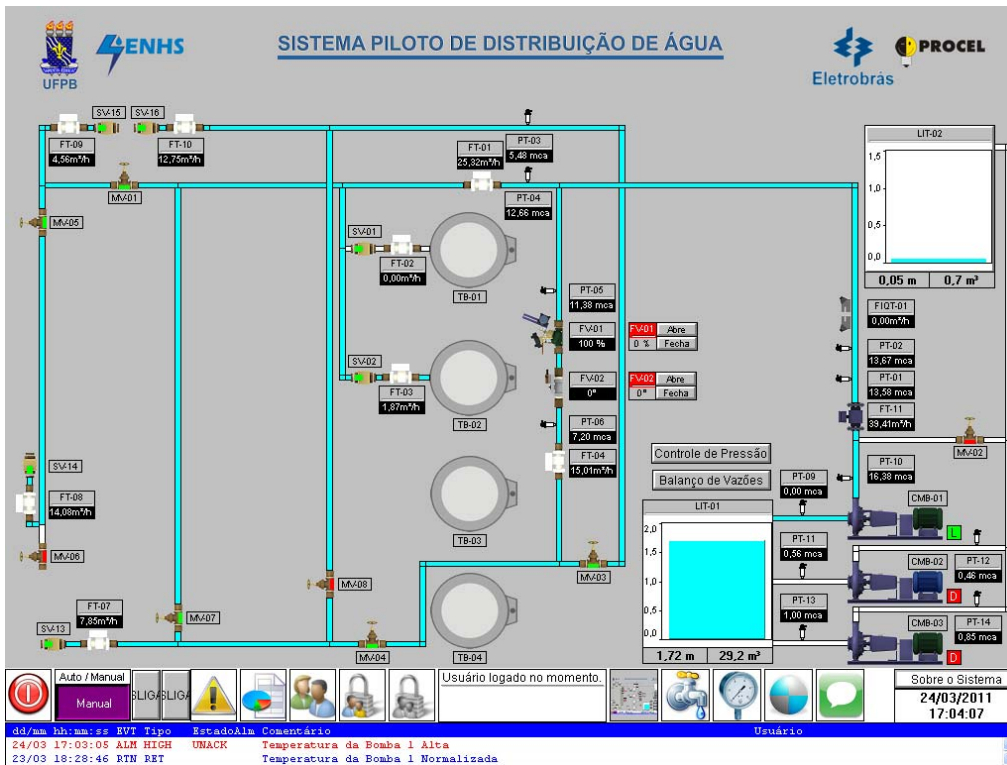 UFPB
ENHS
SISTEMA PILOTO DE DISTRIBUIÇÃO DE ÁGUA
Eletrobrás
PROCEL
SV-15
SV-16
FT-09
4,56m³/h
FT-10
12,75m³/h
FT-01
25,32m³/h
PT-03
5,48 mca
LIT-02
1,5
1,0
0,5
0,0
0,05 m
0,7 m³
MV-01
PT-04
12,66 mca
MV-05
SV-01
FT-02
0,00m³/h
TB-01
PT-05
11,38 mca
FIQT-01
0,00m³/h
FV-01
100 %
FV-01
Abre
0 %
Fecha
PT-02
13,67 mca
SV-02
FT-03
1,87m³/h
TB-02
FV-02
0°
FV-02
Abre
0°
Fecha
PT-01
13,58 mca
FT-11
39,41m³/h
PT-06
7,20 mca
MV-02
FT-04
15,01m³/h
Controle de Pressão
Balanço de Vazões
SV-14
FT-08
14,08m³/h
PT-09
0,00 mca
PT-10
16,38 mca
LIT-01
2,0
1,5
1,0
0,5
0,0
1,72 m
29,2 m³
CMB-01
L
TB-03
PT-11
0,56 mca
MV-06
MV-08
MV-03
CMB-02
PT-12
0,46 mca
D
PT-13
1,00 mca
FT-07
7,85m³/h
MV-07
SV-13
MV-04
TB-04
CMB-03
PT-14
0,85 mca
D
Auto / Manual
Manual
SLIGA
SLIGA
Usuário logado no momento.
Sobre o Sistema
24/03/2011
17:04:07
dd/mm hh:mm:ss EVT Tipo EstadoAlm Comentário Usuário
24/03 17:03:05 ALM HIGH UNACK Temperatura da Bomba 1 Alta
23/03 18:28:46 RTN RET Temperatura da Bomba 1 Normalizada